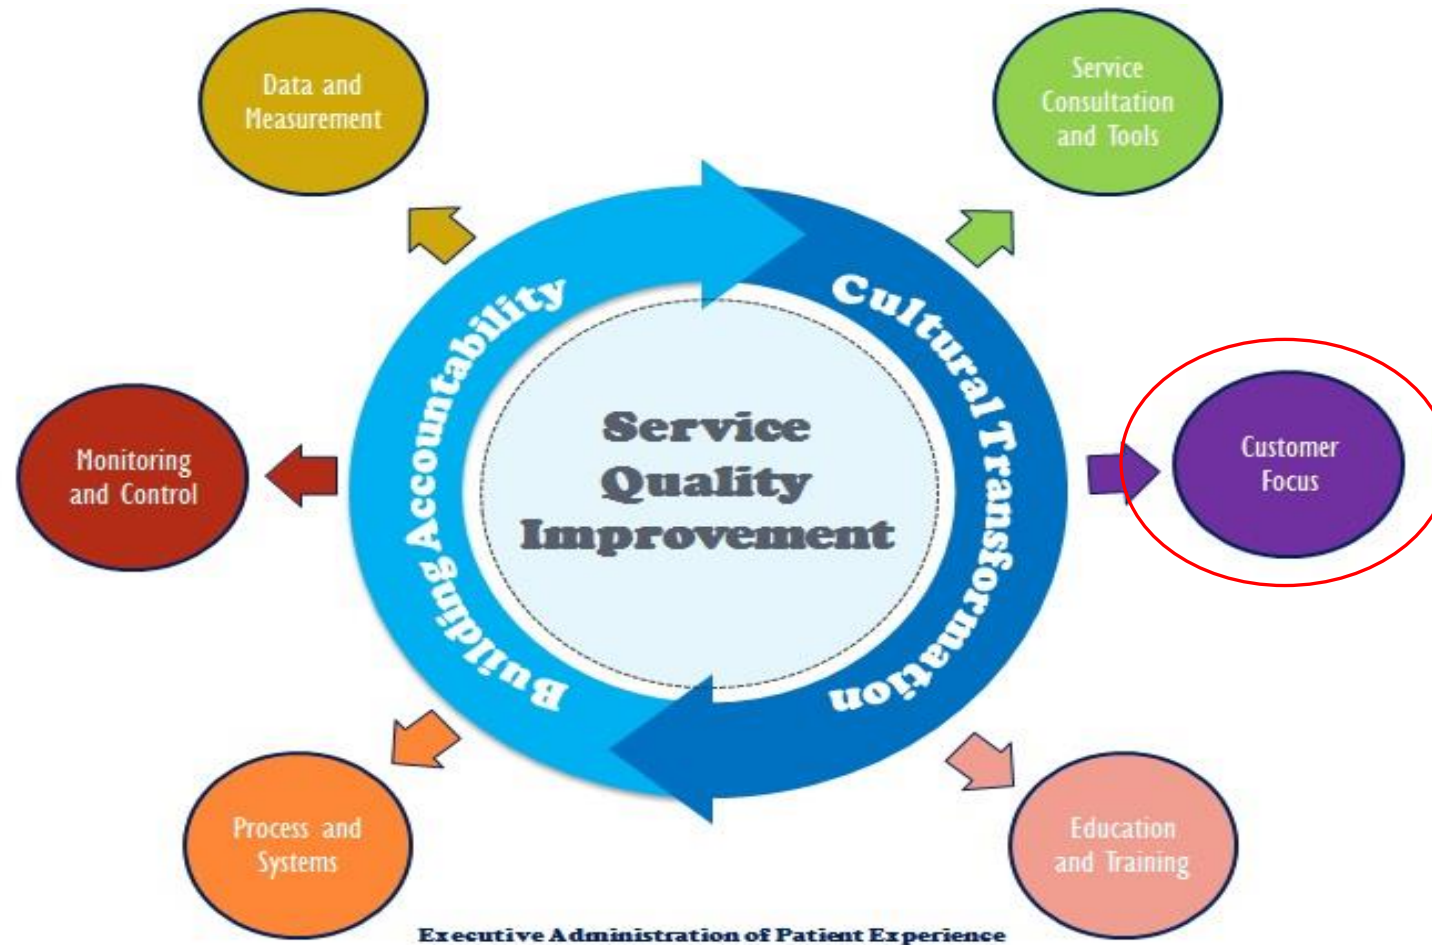 Data and
Measurement
Service
Consultation
and Tools
Building Accountability
Cultural Transformation
Service
Quality
Improvement
Monitoring
and Control
Customer
Focus
Process and
Systems
Education
and Training
Executive Administration of Patient Experience